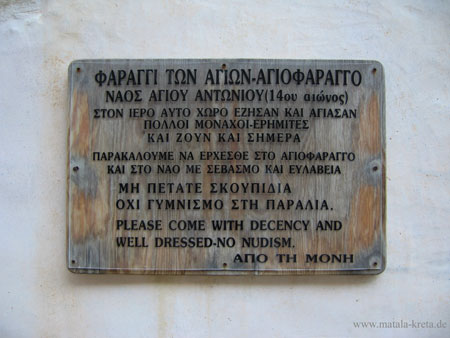 ΦΑΡΑΓΓΙ ΤΩΝ ΑΓΙΩΝ-ΑΓΙΟΦΑΡΑΓΓΟ
ΝΑΟΣ ΑΓΙΟΥ ΑΝΤΩΝΙΟΥ(14ου αιώνος)
ΣΤΟΝ ΙΕΡΟ ΑΥΤΟ ΧΩΡΟ ΕΖΗΣΑΝ ΚΑΙ ΑΓΙΑΣΑΝ
ΠΟΛΛΟΙ ΜΟΝΑΧΟΙ-ΕΡΗΜΙΤΕΣ
ΚΑΙ ΖΟΥΝ ΚΑΙ ΣΗΜΕΡΑ
ΠΑΡΑΚΑΛΟΥΜΕ ΝΑ ΕΡΧΕΣΘΕ ΣΤΟ ΑΓΙΟΦΑΡΑΓΓΟ
ΚΑΙ ΣΤΟ ΝΑΟ ΜΕ ΣΕΒΑΣΜΟ ΚΑΙ ΕΥΛΑΒΕΙΑ
ΜΗ ΠΕΤΑΤΕ ΣΚΟΥΠΙΔΙΑ
ΟΧΙ ΓΥΜΝΙΣΜΟ ΣΤΗ ΠΑΡΑΛΙΑ.
PLEASE COME WITH DECENCY AND
WELL DRESSED-NO NUDISM.
ΑΠΟ ΤΗ ΜΟΝΗ
www.matala-kreta.de